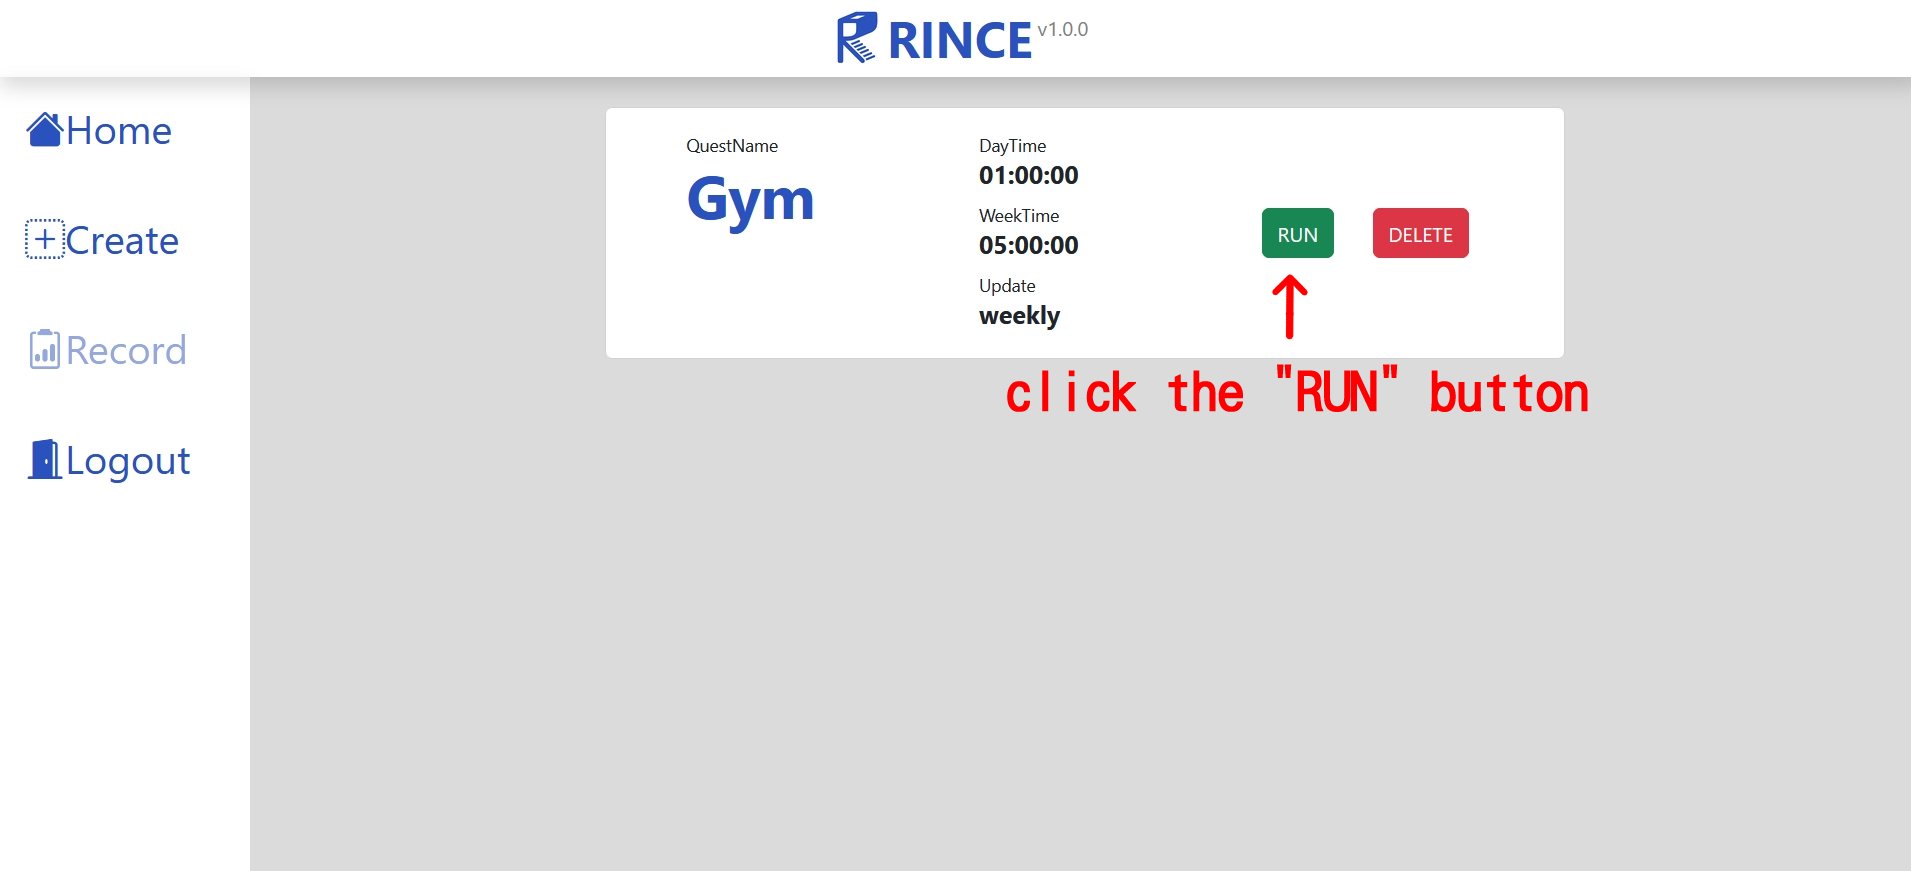 RINCE v1.0.0
Home
Create
Record
Logout
QuestName
Gym
DayTime
01:00:00
WeekTime
05:00:00
Update
weekly
RUN
DELETE
click the "RUN" button